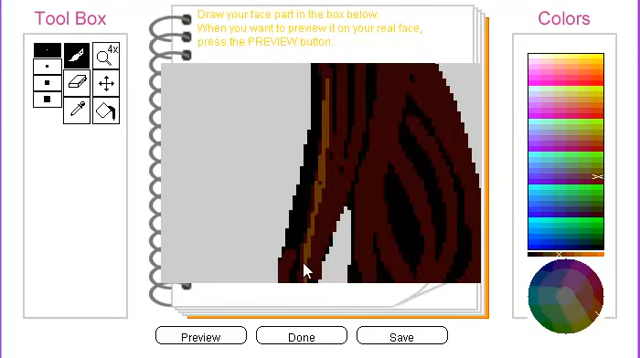 Tool Box
Draw your face part in the box below.
When you want to preview it on your real face,
press the PREVIEW button.
Colors
4x
Preview
Done
Save